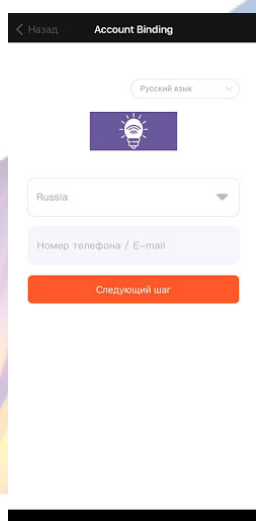 Назад
Account Binding
Русский язык
Russia
Номер телефона / E-mail
Следующий шаг